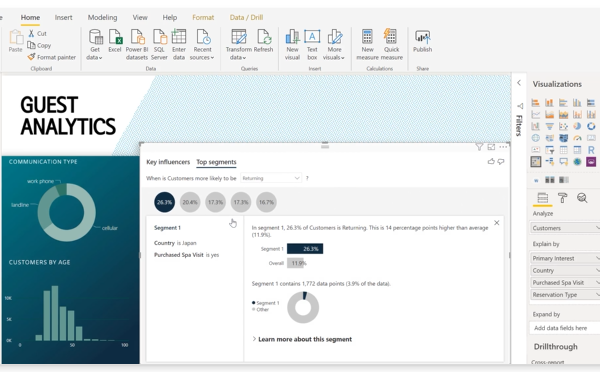 Home Insert Modeling View Help Format Data / Drill
Paste
Cut
Copy
Format painter
Clipboard
Get data
Excel
Power BI datasets
SQL Server
Enter data
Recent sources
Data
Transform data
Refresh
Queries
New visual
Text box
More visuals
Insert
New measure
Quick measure
Calculations
Publish
Share
GUEST
ANALYTICS
COMMUNICATION TYPE
work phone
landline
cellular
CUSTOMERS BY AGE
10K
5K
0K
0 50 100
Key influencers Top segments
When is Customers more likely to be Returning ?
26.3% 20.4% 17.3% 17.3% 16.7%
Segment 1
Country is Japan
Purchased Spa Visit is yes
In segment 1, 26.3% of Customers is Returning. This is 14 percentage points higher than average
(11.9%).
Segment 1 26.3%
Overall 11.9%
Segment 1 contains 1,772 data points (3.9% of the data).
Segment 1
Other
Learn more about this segment
Filters
Visualizations
R
Analyze
Customers
Explain by
Primary Interest
Country
Purchased Spa Visit
Reservation Type
Expand by
Add data fields here
Drillthrough